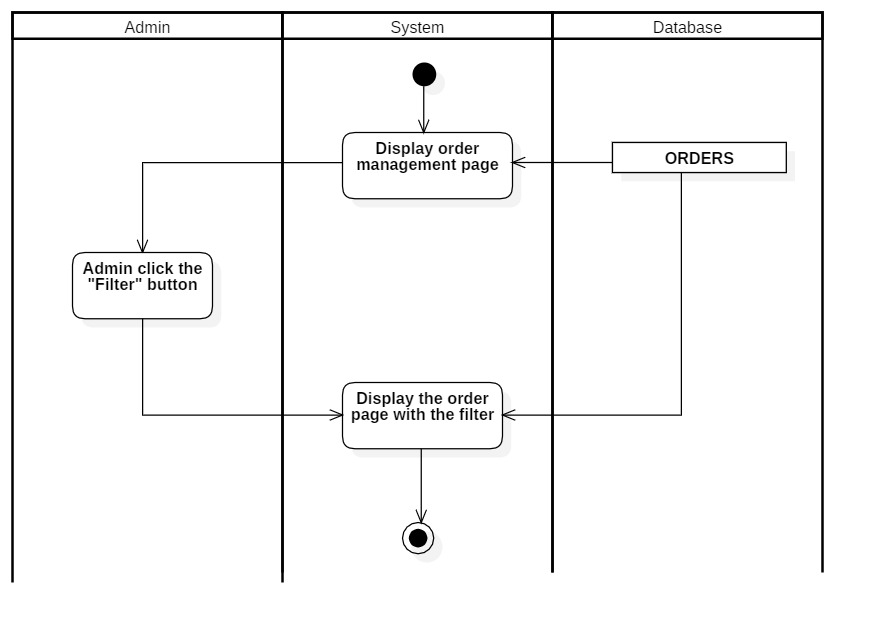 Admin
System
Database
Display order
management page
ORDERS
Admin click the
"Filter" button
Display the order
page with the filter